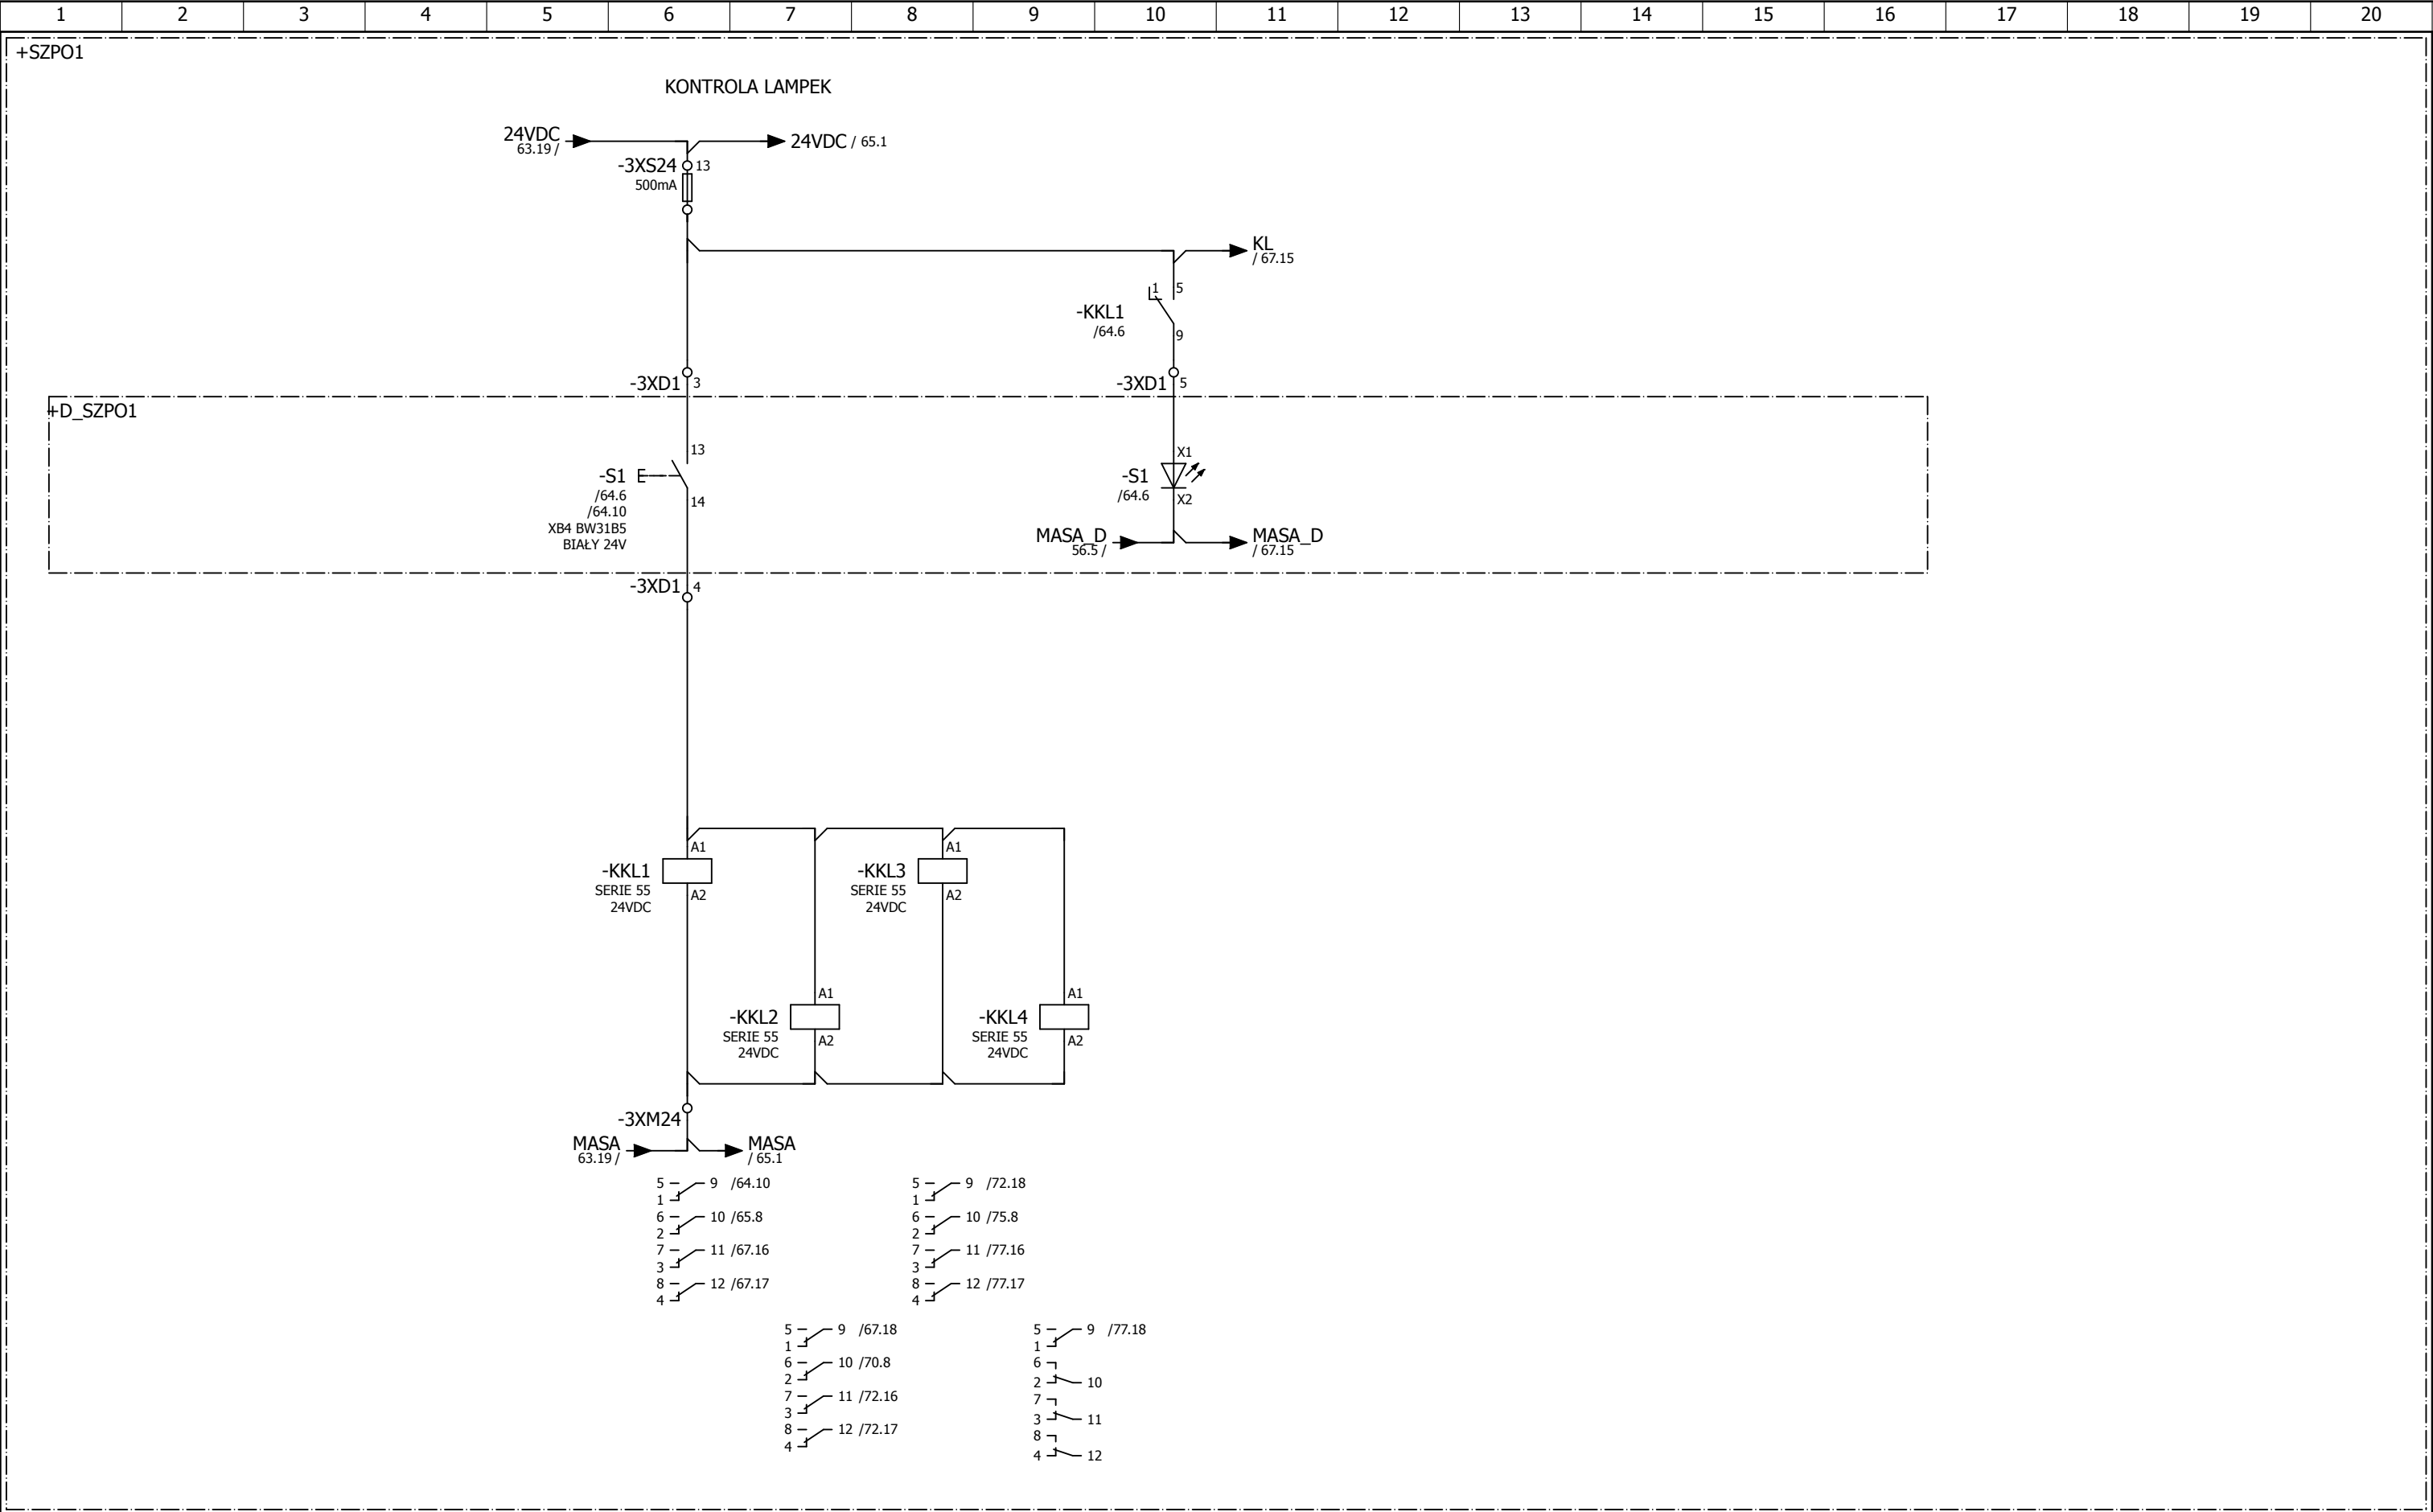 1 2 3 4 5 6 7 8 9 10 11 12 13 14 15 16 17 18 19 20
+SZPO1
KONTROLA LAMPEK
24VDC
63.19 /
24VDC / 65.1
-3XS24 13
500mA
KL
/ 67.15
1 5
-KKL1
/64.6
9
-3XD1 3
-3XD1 5
+D_SZPO1
13
-S1 E
/64.6
/64.10
XB4 BW31B5
BIAŁY 24V
14
X1
-S1
/64.6
X2
MASA_D
56.5 /
MASA_D
/ 67.15
-3XD1 4
A1
-KKL1
SERIE 55
24VDC
A2
A1
-KKL3
SERIE 55
24VDC
A2
A1
-KKL2
SERIE 55
24VDC
A2
A1
-KKL4
SERIE 55
24VDC
A2
-3XM24
MASA
63.19 /
MASA
/ 65.1
5 9 /64.10
1
6 10 /65.8
2
7 11 /67.16
3
8 12 /67.17
4
5 9 /72.18
1
6 10 /75.8
2
7 11 /77.16
3
8 12 /77.17
4
5 9 /67.18
1
6 10 /70.8
2
7 11 /72.16
3
8 12 /72.17
4
5 9 /77.18
1
6
2 10
7
3 11
8
4 12